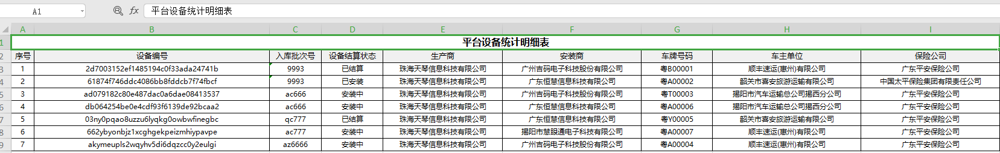 A1 fx 平台设备统计明细表
A B C D E F G H I
1 平台设备统计明细表
2 序号 设备编号 入库批次号 设备结算状态 生产商 安装商 车牌号码 车主单位 保险公司
3 1 2d7003152ef1485194c0f33ada24741b 9993 已结算 珠海天琴信息科技有限公司 广州吉码电子科技股份有限公司 粤B00001 顺丰速运(惠州)有限公司 广东平安保险公司
4 2 61874f746ddc4086bb8fddcb7f74fbcf 9993 已安装 珠海天琴信息科技有限公司 广东恒慧信息科技有限公司 粤A00002 韶关市喜安旅游运输有限公司 中国太平保险集团有限责任公司
5 3 ad079182c80e487dac0a6dae08413537 ac666 安装中 珠海天琴信息科技有限公司 广州吉码电子科技股份有限公司 粤T00003 揭阳市汽车运输总公司揭西分公司 广东平安保险公司
6 4 db064254be0e4cdf93f6139de92bcaa2 ac666 安装中 珠海天琴信息科技有限公司 广东恒慧信息科技有限公司 粤A00006 揭阳市汽车运输总公司揭西分公司 广东平安保险公司
7 5 03ny0pqao8uzzu6lyqkg0owbwfinegbc qc777 已结算 珠海天琴信息科技有限公司 广东恒慧信息科技有限公司 粤Y00005 韶关市喜安旅游运输有限公司 广东平安保险公司
8 6 662ybyonbjz1xcghgekpeizmhiypavpe ac777 安装中 珠海天琴信息科技有限公司 揭阳市慧眼通电子科技有限公司 粤A00007 顺丰速运(惠州)有限公司 广东平安保险公司
9 7 akymeupls2wqyhv5di6dqzcc0y2eulgi az6666 安装中 珠海天琴信息科技有限公司 广州吉码电子科技股份有限公司 粤A00004 顺丰速运(惠州)有限公司 广东平安保险公司